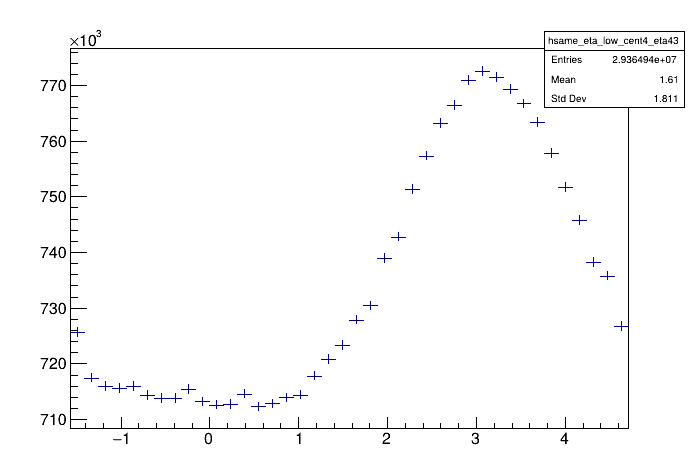 ×10³
hsame_eta_low_cent4_eta43
Entries 2.936494e+07
Mean 1.61
Std Dev 1.811
770
760
750
740
730
720
710
−1 0 1 2 3 4